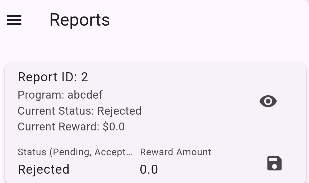 Reports
Report ID: 2
Program: abcdef
Current Status: Rejected
Current Reward: $0.0
Status (Pending, Accept... Reward Amount
Rejected 0.0